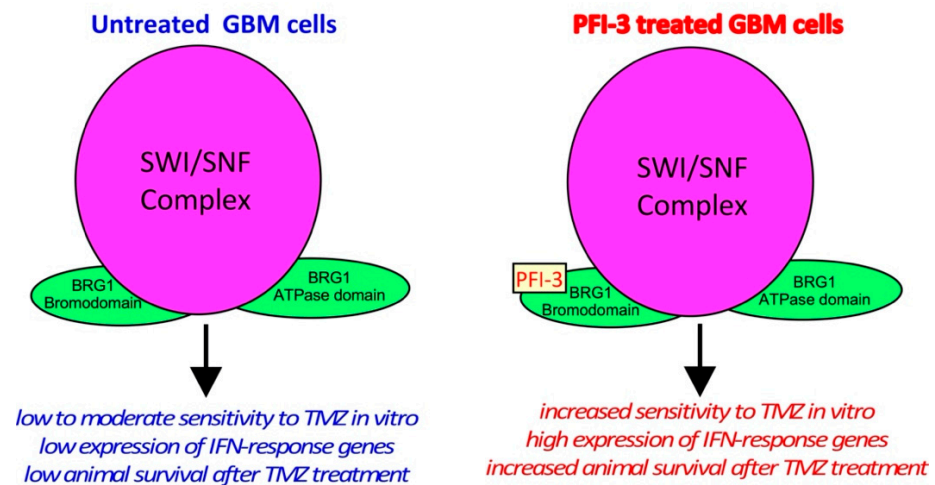 Untreated GBM cells
SWI/SNF
Complex
BRG1
Bromodomain
BRG1
ATPase domain
low to moderate sensitivity to TMZ in vitro
low expression of IFN-response genes
low animal survival after TMZ treatment
PFI-3 treated GBM cells
SWI/SNF
Complex
PFI-3
BRG1
Bromodomain
BRG1
ATPase domain
increased sensitivity to TMZ in vitro
high expression of IFN-response genes
increased animal survival after TMZ treatment